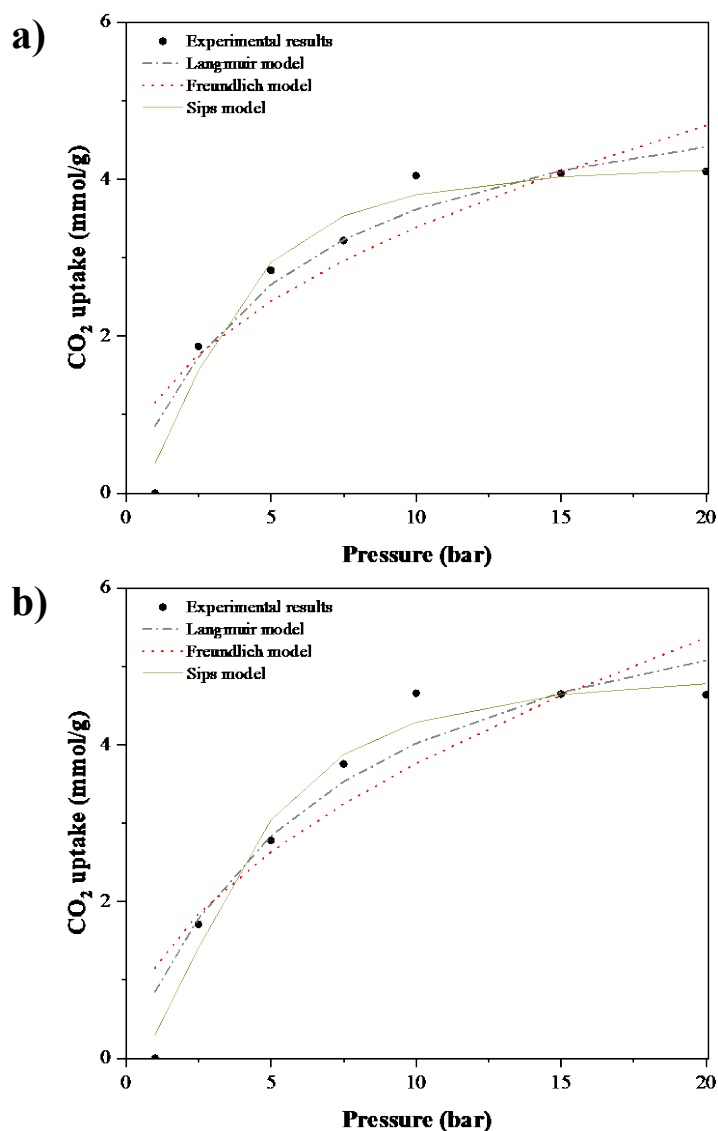 a)
6
4
2
0
CO₂ uptake (mmol/g)
Experimental results
Langmuir model
Freundlich model
Sips model
0 5 10 15 20
Pressure (bar)
b)
6
4
2
0
CO₂ uptake (mmol/g)
Experimental results
Langmuir model
Freundlich model
Sips model
0 5 10 15 20
Pressure (bar)